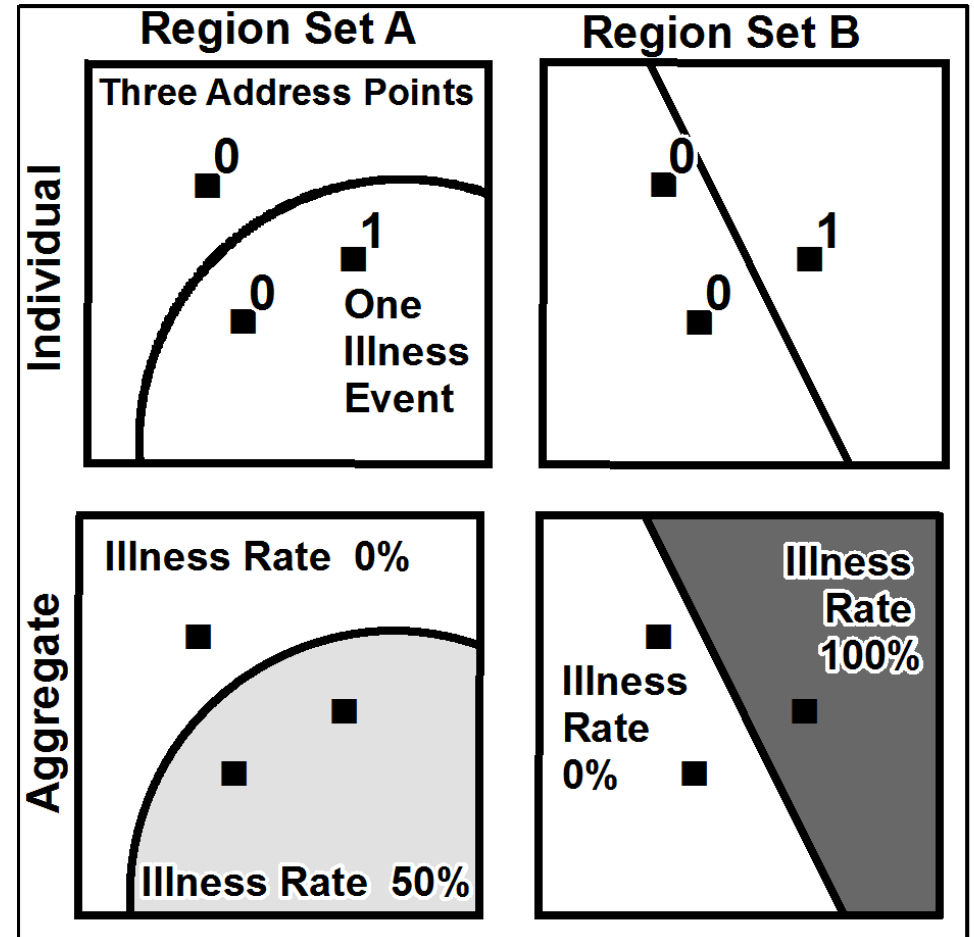 Region Set A
Region Set B
Individual
Three Address Points
0
1
0
One
Illness
Event
0
1
0
Aggregate
Illness Rate 0%
Illness Rate 50%
Illness
Rate
100%
Illness
Rate
0%